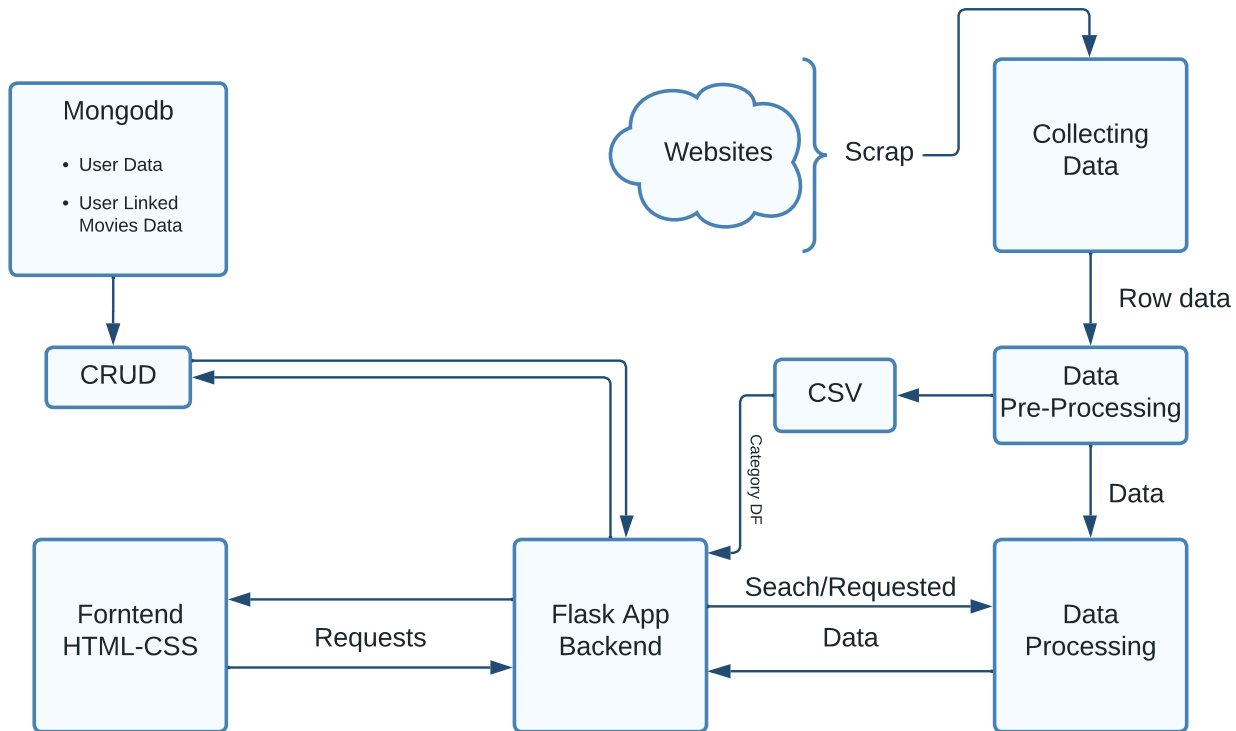 Mongodb
• User Data
• User Linked
Movies Data
Websites
Scrap
Collecting
Data
Row data
CRUD
CSV
Data
Pre-Processing
Category DF
Data
Forntend
HTML-CSS
Requests
Flask App
Backend
Seach/Requested
Data
Data
Processing